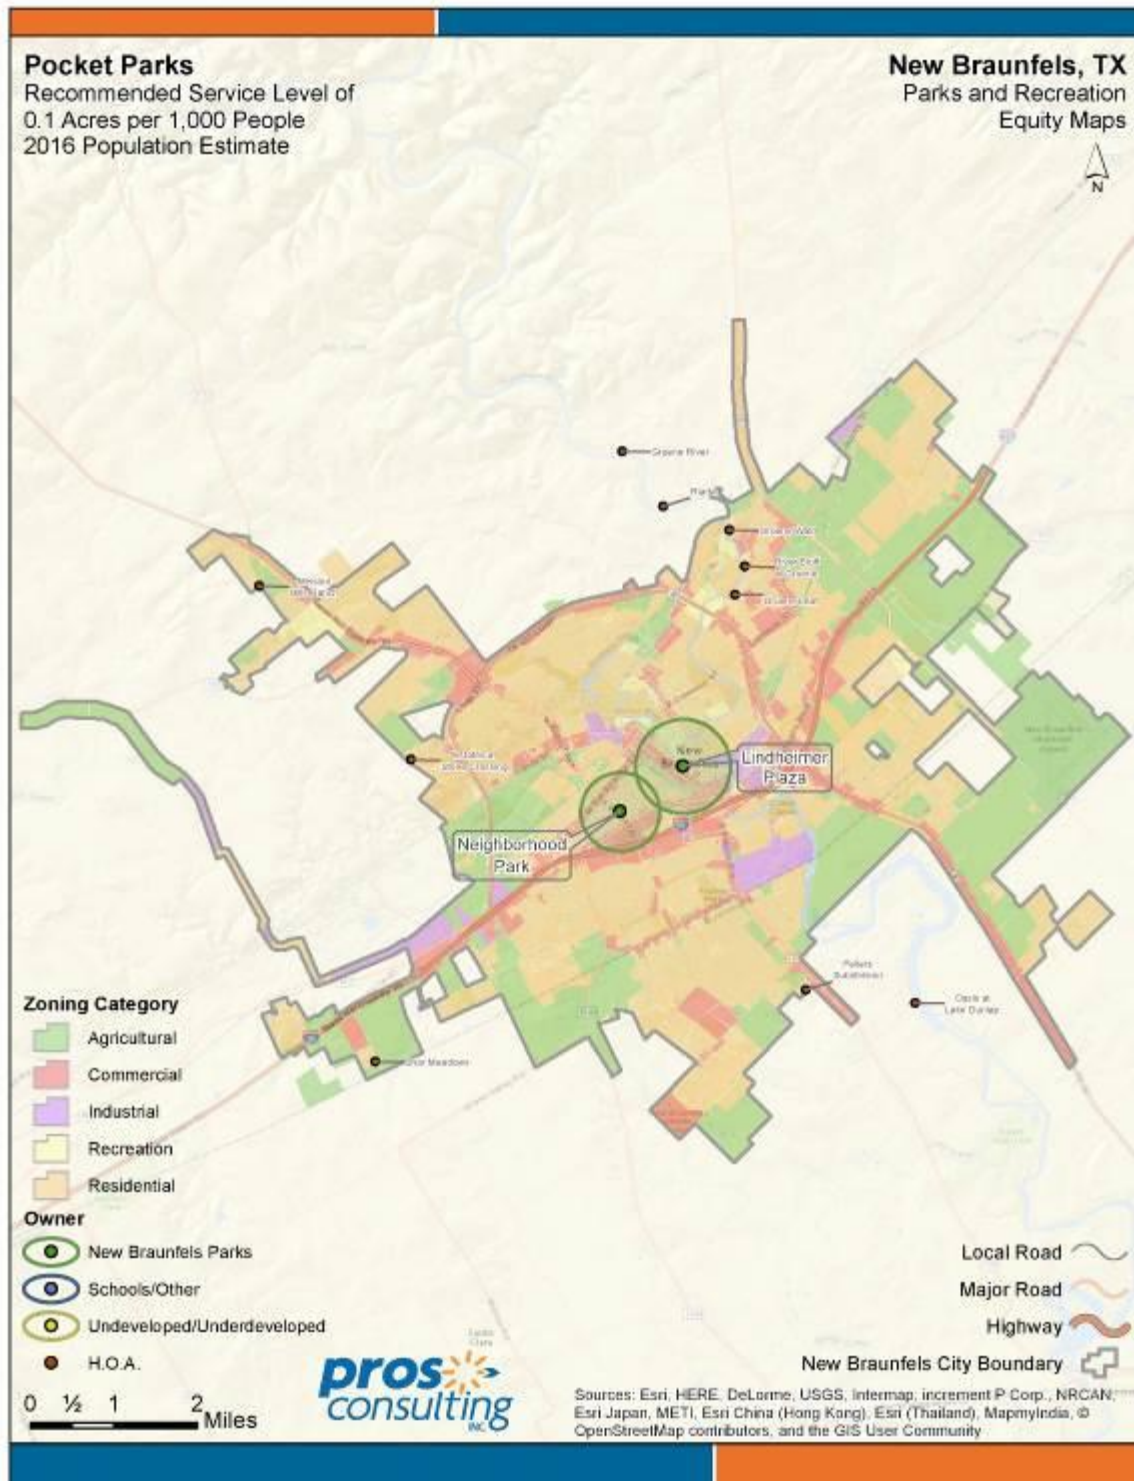 Pocket Parks
Recommended Service Level of
0.1 Acres per 1,000 People
2016 Population Estimate
New Braunfels, TX
Parks and Recreation
Equity Maps
N
Gruene River
New
Lindheimer
Plaza
Neighborhood
Park
Zoning Category
Agricultural
Commercial
Industrial
Recreation
Residential
Owner
New Braunfels Parks
Schools/Other
Undeveloped/Underdeveloped
H.O.A.
0 ½ 1 2
Miles
pros
consulting
INC
Local Road
Major Road
Highway
New Braunfels City Boundary
Sources: Esri, HERE, DeLorme, USGS, Intermap, increment P Corp., NRCAN,
Esri Japan, METI, Esri China (Hong Kong), Esri (Thailand), MapmyIndia, ©
OpenStreetMap contributors, and the GIS User Community